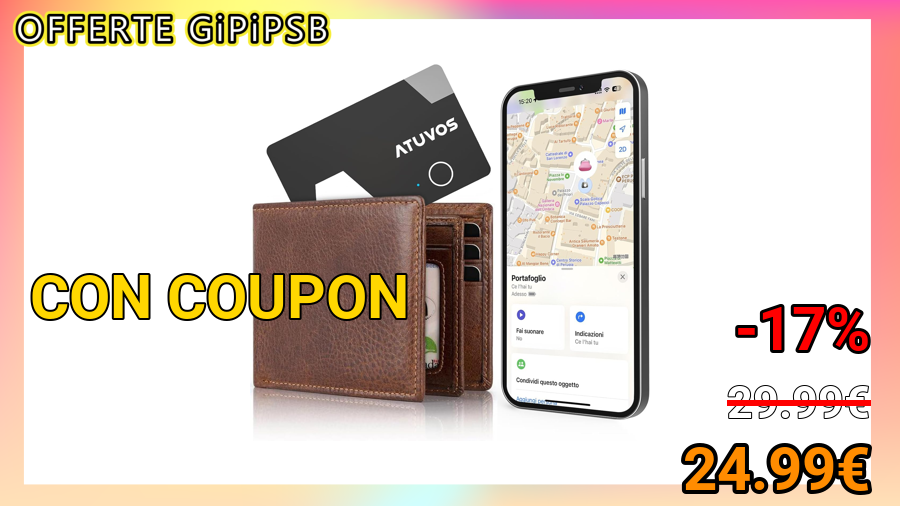 OFFERTE GiPiPSB
ATUVOS
15:20
2D
Portafoglio
Ce l'hai tu
Adesso
Fai suonare
No
Indicazioni
Ce l'hai tu
Condividi questo oggetto
CON COUPON
-17%
29.99€
24.99€